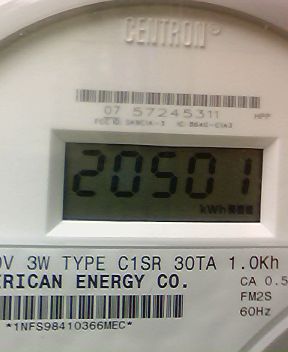 CENTRON®
07 57245311
HPP
20501
kWh
V 3W TYPE C1SR 30TA 1.0Kh
RICAN ENERGY CO.
CA 0.5
FM2S
60Hz
*1NFS98410366MEC*